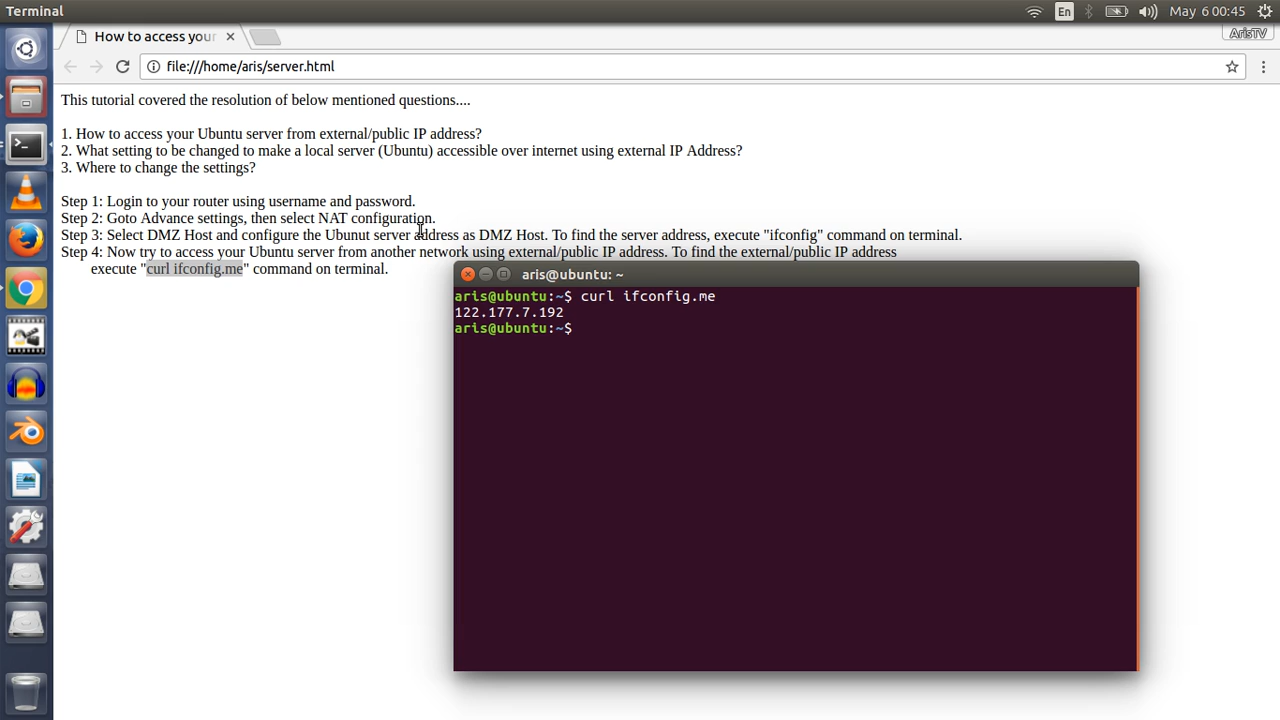 Terminal
En
May 6 00:45
How to access your
ArisTV
file:///home/aris/server.html
This tutorial covered the resolution of below mentioned questions....
1. How to access your Ubuntu server from external/public IP address?
2. What setting to be changed to make a local server (Ubuntu) accessible over internet using external IP Address?
3. Where to change the settings?
Step 1: Login to your router using username and password.
Step 2: Goto Advance settings, then select NAT configuration.
Step 3: Select DMZ Host and configure the Ubunut server address as DMZ Host. To find the server address, execute "ifconfig" command on terminal.
Step 4: Now try to access your Ubuntu server from another network using external/public IP address. To find the external/public IP address
execute "curl ifconfig.me" command on terminal.
aris@ubuntu: ~
aris@ubuntu:~$ curl ifconfig.me
122.177.7.192
aris@ubuntu:~$